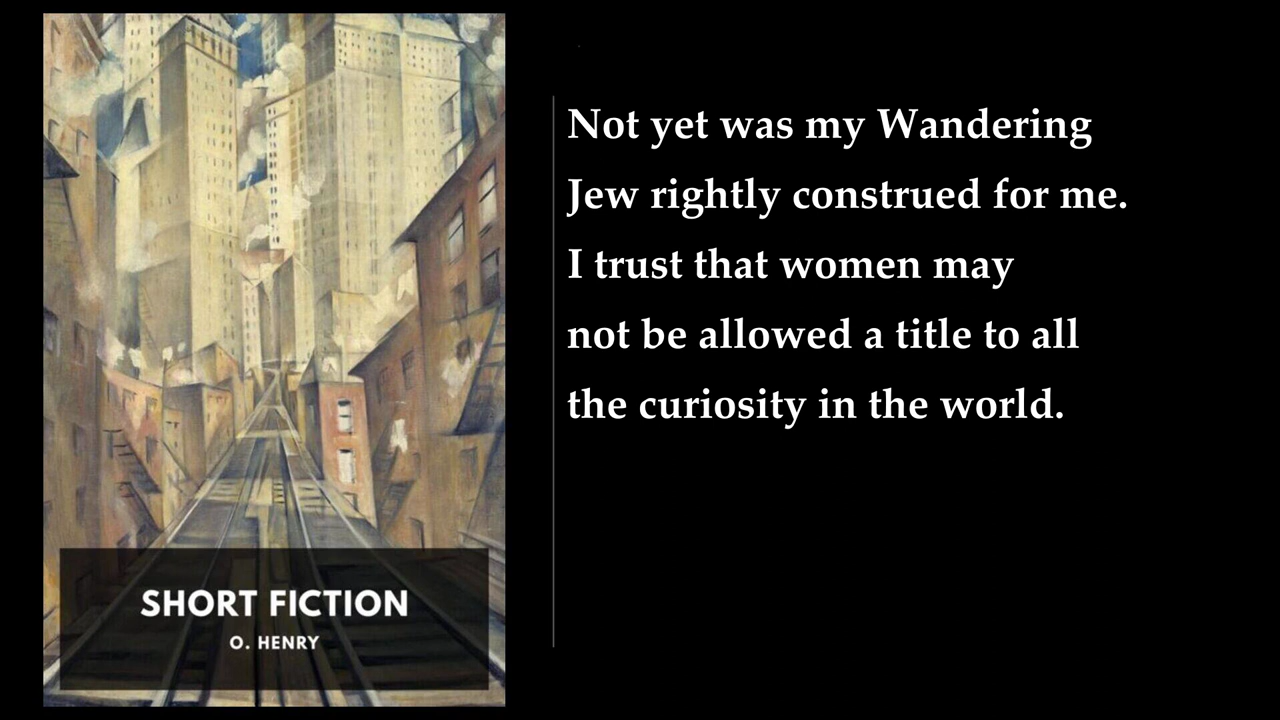 Not yet was my Wandering
Jew rightly construed for me.
I trust that women may
not be allowed a title to all
the curiosity in the world.
SHORT FICTION
O. HENRY